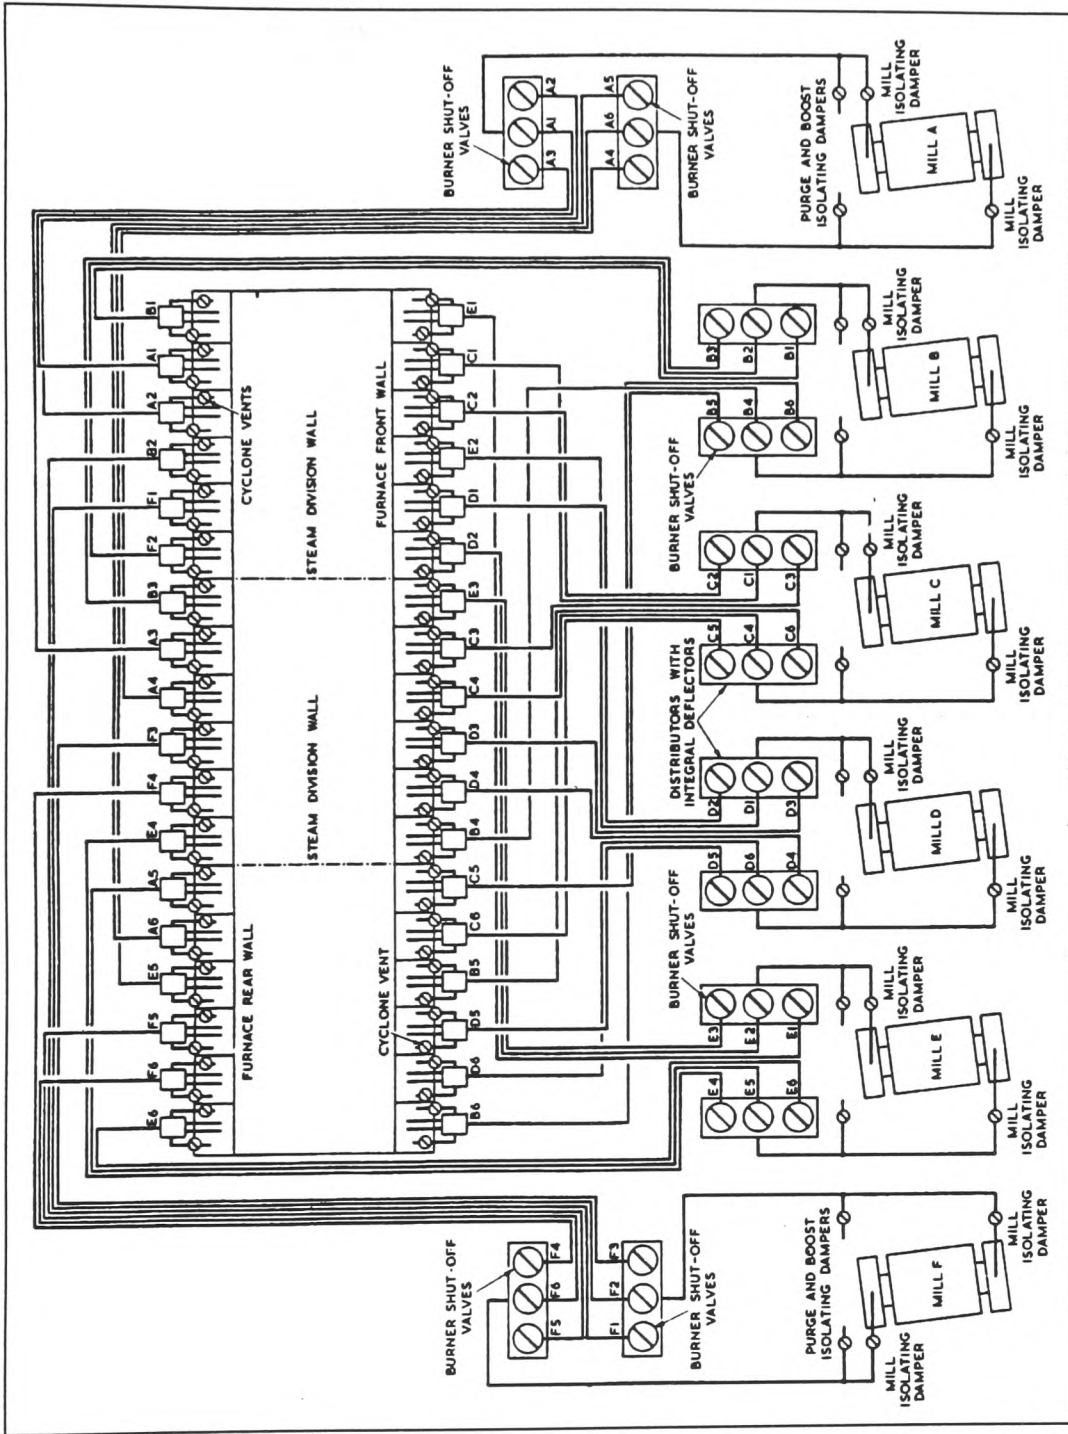 E6 F6 F5 E5 A6 A5 E4 F4 F3 A4 A3 B3 F2 F1 B2 A2 A1 B1
FURNACE REAR WALL
CYCLONE VENTS
STEAM DIVISION WALL
STEAM DIVISION WALL
CYCLONE VENT
FURNACE FRONT WALL
B6 D6 D5 B5 C6 C5 B4 D4 D3 C4 C3 E3 D2 D1 E2 C2 C1 E1
BURNER SHUT-OFF
VALVES
F5 F6 F4
F1 F2 F3
BURNER SHUT-OFF
VALVES
BURNER SHUT-OFF
VALVES
A3 A1 A2
A4 A6 A5
BURNER SHUT-OFF
VALVES
BURNER SHUT-OFF
VALVES
DISTRIBUTORS WITH
INTEGRAL DEFLECTORS
BURNER SHUT-OFF
VALVES
E4
E5
E6
E3
E2
E1
D5
D6
D4
D2
D1
D3
C5
C4
C6
C2
C1
C3
B5
B4
B6
B3
B2
B1
PURGE AND BOOST
ISOLATING DAMPERS
MILL
ISOLATING
DAMPER
MILL F
MILL
ISOLATING
DAMPER
MILL
ISOLATING
DAMPER
MILL E
MILL
ISOLATING
DAMPER
MILL
ISOLATING
DAMPER
MILL D
MILL
ISOLATING
DAMPER
MILL
ISOLATING
DAMPER
MILL C
MILL
ISOLATING
DAMPER
MILL
ISOLATING
DAMPER
MILL B
MILL
ISOLATING
DAMPER
PURGE AND BOOST
ISOLATING DAMPERS
MILL
ISOLATING
DAMPER
MILL A
MILL
ISOLATING
DAMPER